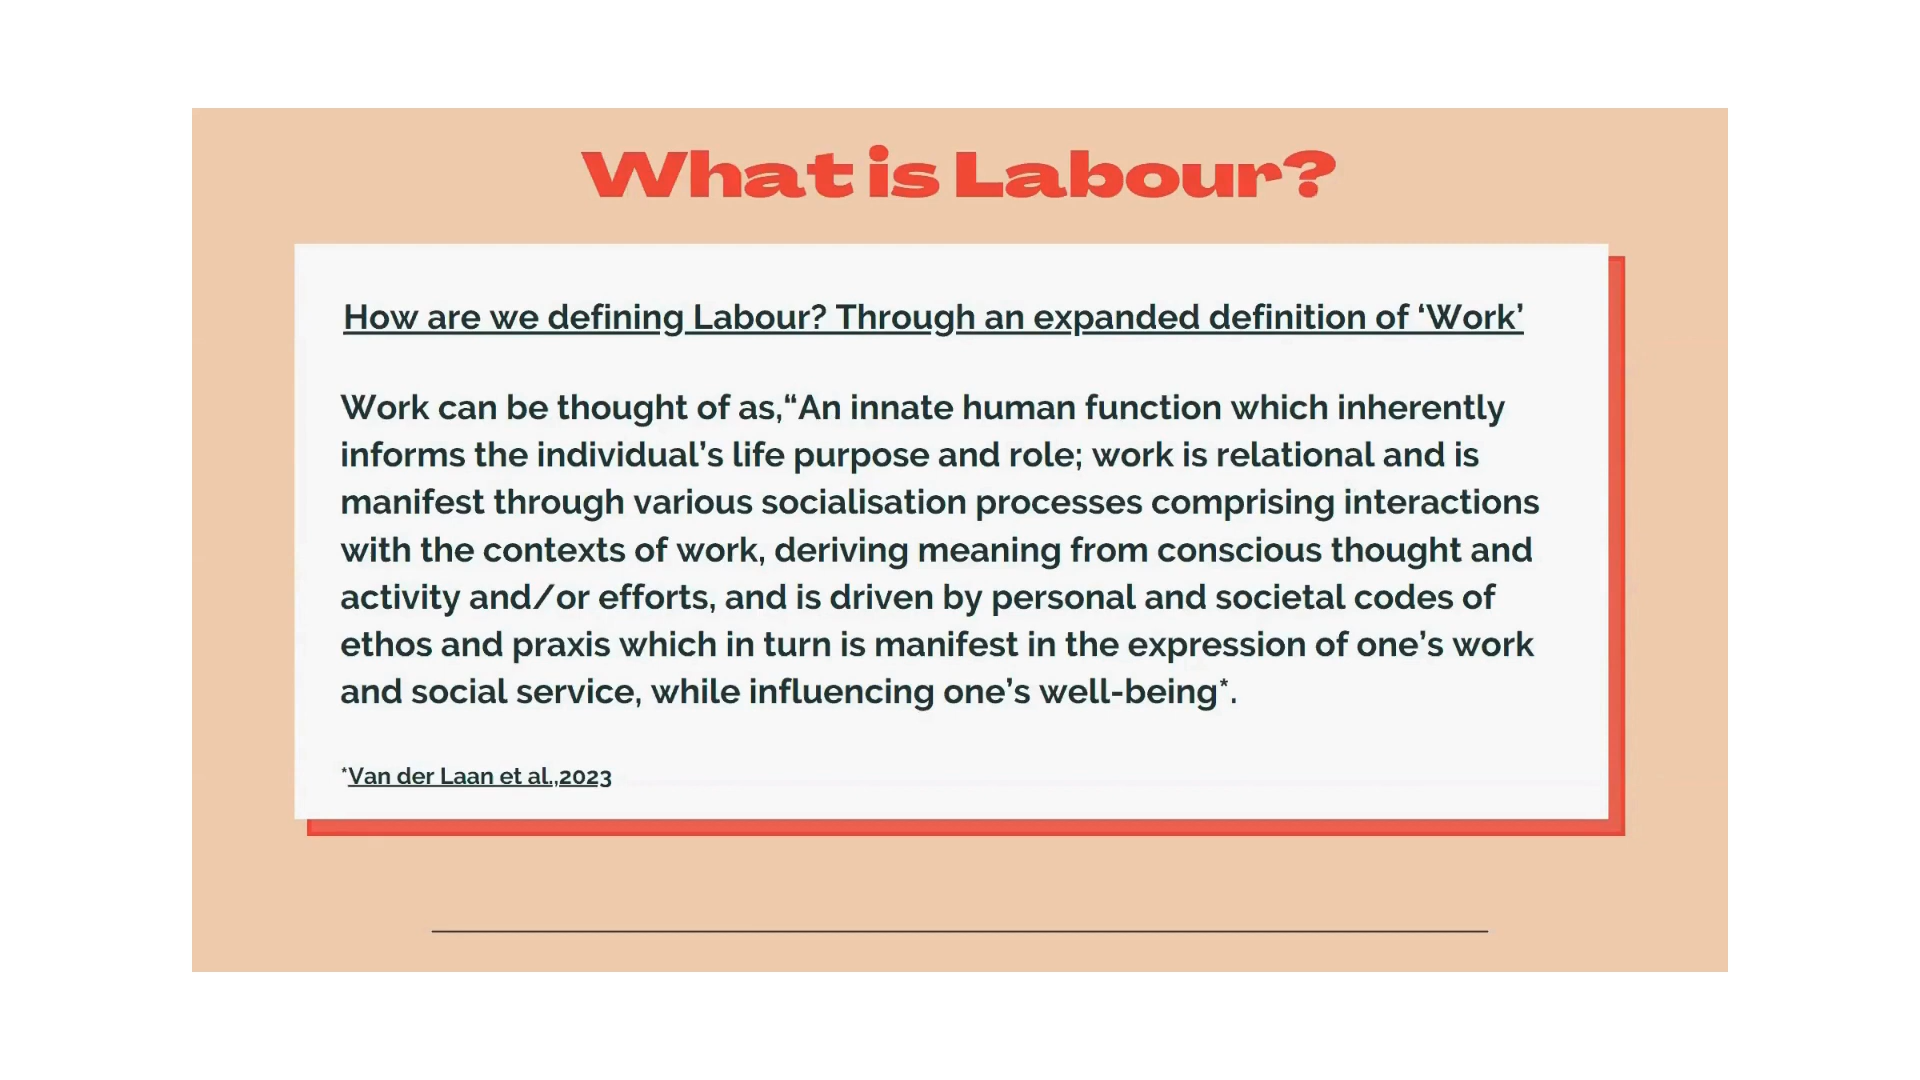 What is Labour?
How are we defining Labour? Through an expanded definition of ‘Work’
Work can be thought of as,“An innate human function which inherently
informs the individual’s life purpose and role; work is relational and is
manifest through various socialisation processes comprising interactions
with the contexts of work, deriving meaning from conscious thought and
activity and/or efforts, and is driven by personal and societal codes of
ethos and praxis which in turn is manifest in the expression of one’s work
and social service, while influencing one’s well-being*.
*Van der Laan et al.,2023